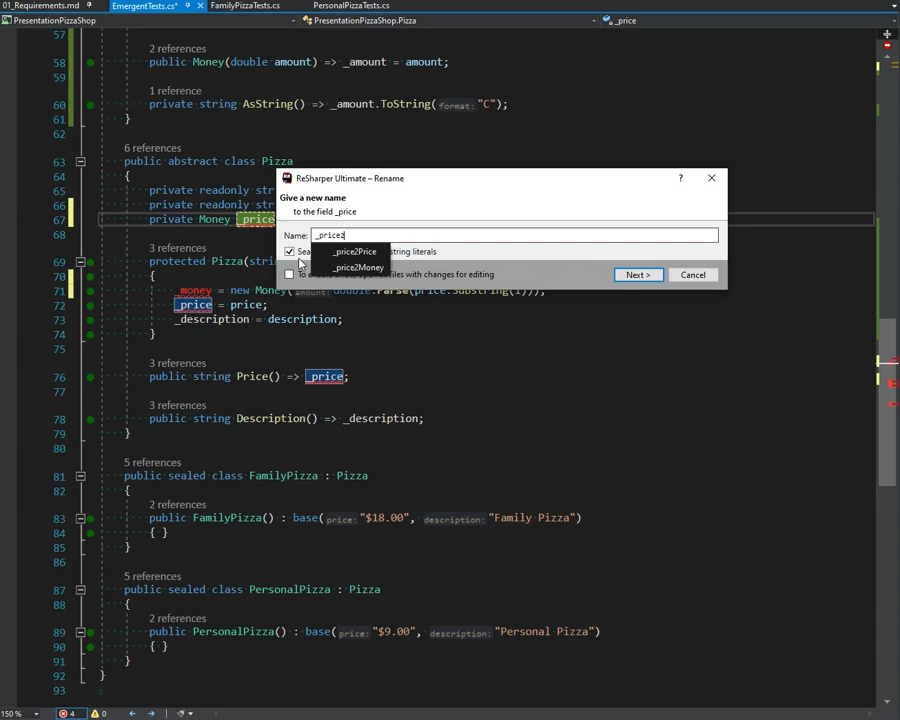 01_Requirements.md EmergentTests.cs* FamilyPizzaTests.cs PersonalPizzaTests.cs
PresentationPizzaShop PresentationPizzaShop.Pizza _price
57
2 references
58 public Money(double amount) => _amount = amount;
59
1 reference
60 private string AsString() => _amount.ToString(format: "C");
61 }
62
6 references
63 public abstract class Pizza
64 {
65 private readonly str
66 private readonly str
67 private Money _price
68
3 references
69 protected Pizza(st
70 {
71 _money = new Money(amount: double.Parse(price.Substring(1)));
72 _price = price;
73 _description = description;
74 }
75
3 references
76 public string Price() => _price;
77
3 references
78 public string Description() => _description;
79 }
80
5 references
81 public sealed class FamilyPizza : Pizza
82 {
2 references
83 public FamilyPizza() : base(price: "$18.00", description: "Family Pizza")
84 { }
85 }
86
5 references
87 public sealed class PersonalPizza : Pizza
88 {
2 references
89 public PersonalPizza() : base(price: "$9.00", description: "Personal Pizza")
90 { }
91 }
92 }
93
ReSharper Ultimate – Rename
?
Give a new name
to the field _price
Name: _price2
_price2Price
_price2Money
string literals
files with changes for editing
Next >
Cancel
150 %
4
0